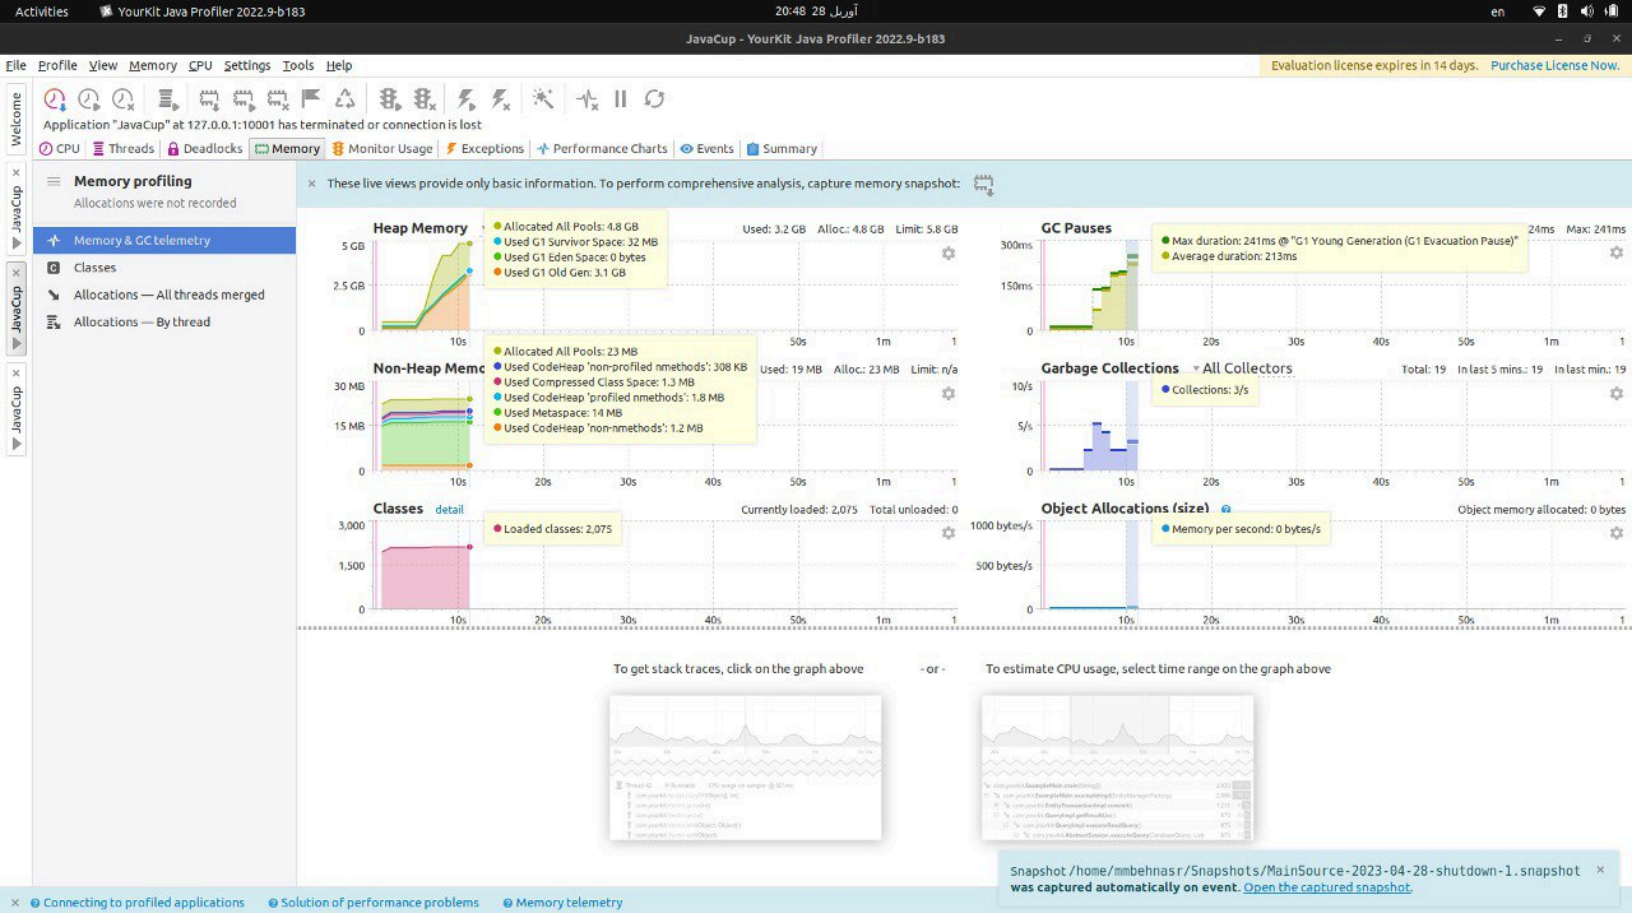 Activities YourKit Java Profiler 2022.9-b183 20:48 28 آوریل en
JavaCup - YourKit Java Profiler 2022.9-b183
File Profile View Memory CPU Settings Tools Help Evaluation license expires in 14 days. Purchase License Now.
Welcome
JavaCup
JavaCup
JavaCup
Application "JavaCup" at 127.0.0.1:10001 has terminated or connection is lost
CPU Threads Deadlocks Memory Monitor Usage Exceptions Performance Charts Events Summary
Memory profiling
Allocations were not recorded
Memory & GC telemetry
Classes
Allocations — All threads merged
Allocations — By thread
These live views provide only basic information. To perform comprehensive analysis, capture memory snapshot:
Heap Memory Used: 3.2 GB Alloc.: 4.8 GB Limit: 5.8 GB
Allocated All Pools: 4.8 GB
Used G1 Survivor Space: 32 MB
Used G1 Eden Space: 0 bytes
Used G1 Old Gen: 3.1 GB
5 GB
2.5 GB
0
10s 50s 1m 1
GC Pauses 24ms Max: 241ms
Max duration: 241ms @ "G1 Young Generation (G1 Evacuation Pause)"
Average duration: 213ms
300ms
150ms
0
10s 20s 30s 40s 50s 1m 1
Non-Heap Memo Used: 19 MB Alloc.: 23 MB Limit: n/a
Allocated All Pools: 23 MB
Used CodeHeap 'non-profiled nmethods': 308 KB
Used Compressed Class Space: 1.3 MB
Used CodeHeap 'profiled nmethods': 1.8 MB
Used Metaspace: 14 MB
Used CodeHeap 'non-nmethods': 1.2 MB
30 MB
15 MB
0
10s 20s 30s 40s 50s 1m 1
Garbage Collections All Collectors Total: 19 In last 5 mins.: 19 In last min.: 19
Collections: 3/s
10/s
5/s
0
10s 20s 30s 40s 50s 1m 1
Classes detail Currently loaded: 2,075 Total unloaded: 0
Loaded classes: 2,075
3,000
1,500
0
10s 20s 30s 40s 50s 1m 1
Object Allocations (size) Object memory allocated: 0 bytes
Memory per second: 0 bytes/s
1000 bytes/s
500 bytes/s
0
10s 20s 30s 40s 50s 1m 1
To get stack traces, click on the graph above - or - To estimate CPU usage, select time range on the graph above
Snapshot /home/mmbehnasr/Snapshots/MainSource-2023-04-28-shutdown-1.snapshot
was captured automatically on event. Open the captured snapshot.
Connecting to profiled applications Solution of performance problems Memory telemetry